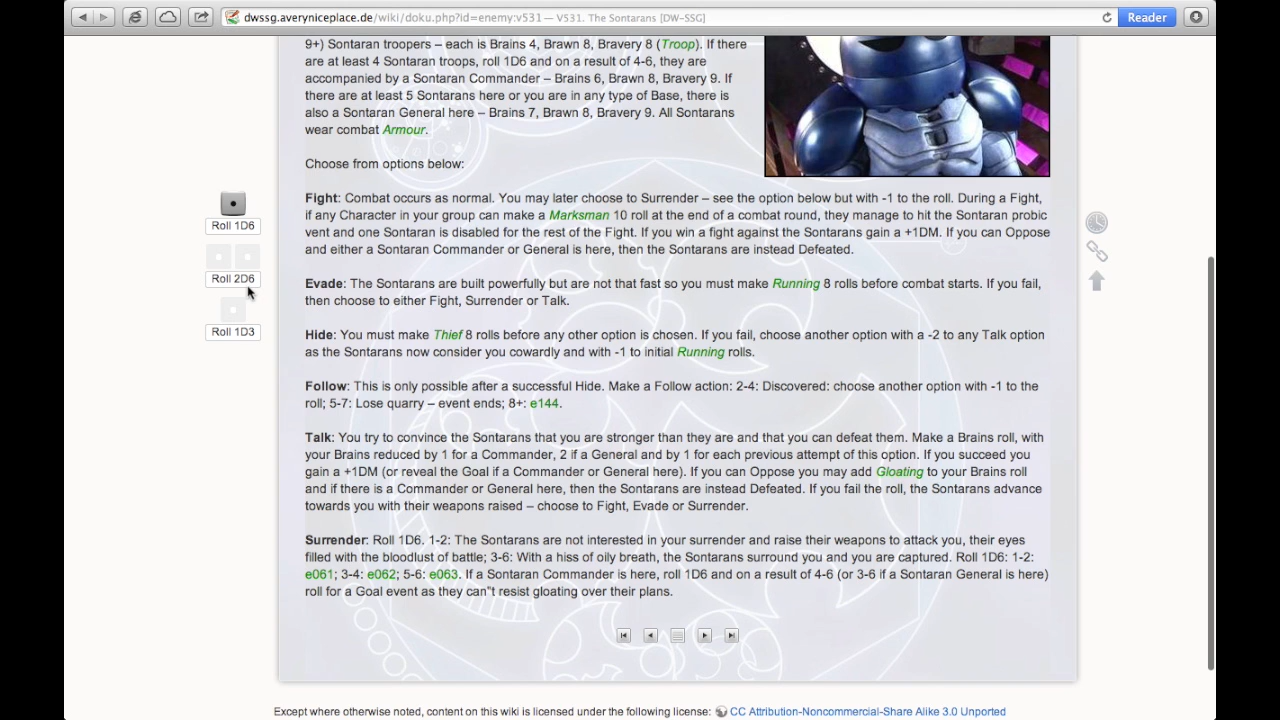 dwssg.averyniceplace.de/wiki/doku.php?id=enemy:v531 — V531. The Sontarans [DW-SSG]
Reader
9+) Sontaran troopers – each is Brains 4, Brawn 8, Bravery 8 (Troop). If there
are at least 4 Sontaran troops, roll 1D6 and on a result of 4-6, they are
accompanied by a Sontaran Commander – Brains 6, Brawn 8, Bravery 9. If
there are at least 5 Sontarans here or you are in any type of Base, there is
also a Sontaran General here – Brains 7, Brawn 8, Bravery 9. All Sontarans
wear combat Armour.
Choose from options below:
Fight: Combat occurs as normal. You may later choose to Surrender – see the option below but with -1 to the roll. During a Fight,
if any Character in your group can make a Marksman 10 roll at the end of a combat round, they manage to hit the Sontaran probic
vent and one Sontaran is disabled for the rest of the Fight. If you win a fight against the Sontarans gain a +1DM. If you can Oppose
and either a Sontaran Commander or General is here, then the Sontarans are instead Defeated.
Evade: The Sontarans are built powerfully but are not that fast so you must make Running 8 rolls before combat starts. If you fail,
then choose to either Fight, Surrender or Talk.
Hide: You must make Thief 8 rolls before any other option is chosen. If you fail, choose another option with a -2 to any Talk option
as the Sontarans now consider you cowardly and with -1 to initial Running rolls.
Follow: This is only possible after a successful Hide. Make a Follow action: 2-4: Discovered: choose another option with -1 to the
roll; 5-7: Lose quarry – event ends; 8+: e144.
Talk: You try to convince the Sontarans that you are stronger than they are and that you can defeat them. Make a Brains roll, with
your Brains reduced by 1 for a Commander, 2 if a General and by 1 for each previous attempt of this option. If you succeed you
gain a +1DM (or reveal the Goal if a Commander or General here). If you can Oppose you may add Gloating to your Brains roll
and if there is a Commander or General here, then the Sontarans are instead Defeated. If you fail the roll, the Sontarans advance
towards you with their weapons raised – choose to Fight, Evade or Surrender.
Surrender: Roll 1D6. 1-2: The Sontarans are not interested in your surrender and raise their weapons to attack you, their eyes
filled with the bloodlust of battle; 3-6: With a hiss of oily breath, the Sontarans surround you and you are captured. Roll 1D6: 1-2:
e061; 3-4: e062; 5-6: e063. If a Sontaran Commander is here, roll 1D6 and on a result of 4-6 (or 3-6 if a Sontaran General is here)
roll for a Goal event as they can"t resist gloating over their plans.
Roll 1D6
Roll 2D6
Roll 1D3
Except where otherwise noted, content on this wiki is licensed under the following license: CC Attribution-Noncommercial-Share Alike 3.0 Unported